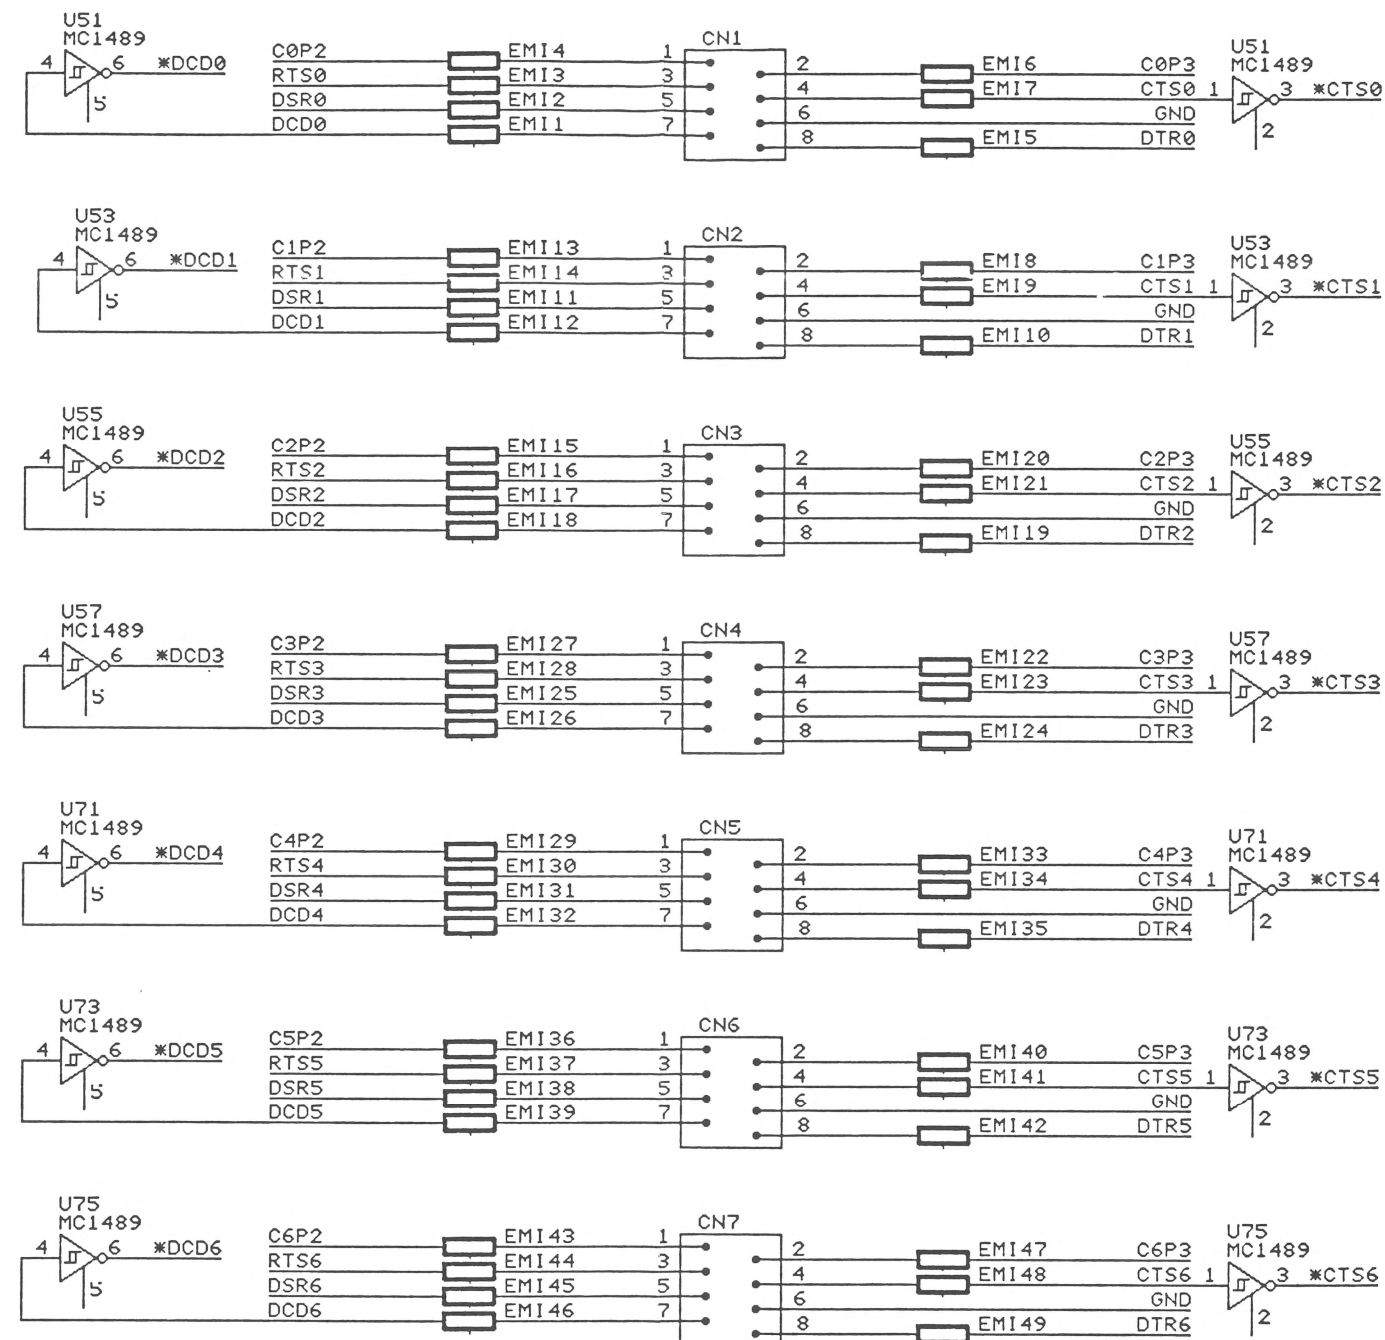 U51
MC1489
4 6 *DCD0
5
C0P2 EMI4 1
RTS0 EMI3 3
DSR0 EMI2 5
DCD0 EMI1 7
CN1
2 EMI6 C0P3
4 EMI7 CTS0 1
6 GND
8 EMI5 DTR0
U51
MC1489
3 *CTS0
2
U53
MC1489
4 6 *DCD1
5
C1P2 EMI13 1
RTS1 EMI14 3
DSR1 EMI11 5
DCD1 EMI12 7
CN2
2 EMI8 C1P3
4 EMI9 CTS1 1
6 GND
8 EMI10 DTR1
U53
MC1489
3 *CTS1
2
U55
MC1489
4 6 *DCD2
5
C2P2 EMI15 1
RTS2 EMI16 3
DSR2 EMI17 5
DCD2 EMI18 7
CN3
2 EMI20 C2P3
4 EMI21 CTS2 1
6 GND
8 EMI19 DTR2
U55
MC1489
3 *CTS2
2
U57
MC1489
4 6 *DCD3
5
C3P2 EMI27 1
RTS3 EMI28 3
DSR3 EMI25 5
DCD3 EMI26 7
CN4
2 EMI22 C3P3
4 EMI23 CTS3 1
6 GND
8 EMI24 DTR3
U57
MC1489
3 *CTS3
2
U71
MC1489
4 6 *DCD4
5
C4P2 EMI29 1
RTS4 EMI30 3
DSR4 EMI31 5
DCD4 EMI32 7
CN5
2 EMI33 C4P3
4 EMI34 CTS4 1
6 GND
8 EMI35 DTR4
U71
MC1489
3 *CTS4
2
U73
MC1489
4 6 *DCD5
5
C5P2 EMI36 1
RTS5 EMI37 3
DSR5 EMI38 5
DCD5 EMI39 7
CN6
2 EMI40 C5P3
4 EMI41 CTS5 1
6 GND
8 EMI42 DTR5
U73
MC1489
3 *CTS5
2
U75
MC1489
4 6 *DCD6
5
C6P2 EMI43 1
RTS6 EMI44 3
DSR6 EMI45 5
DCD6 EMI46 7
CN7
2 EMI47 C6P3
4 EMI48 CTS6 1
6 GND
8 EMI49 DTR6
U75
MC1489
3 *CTS6
2